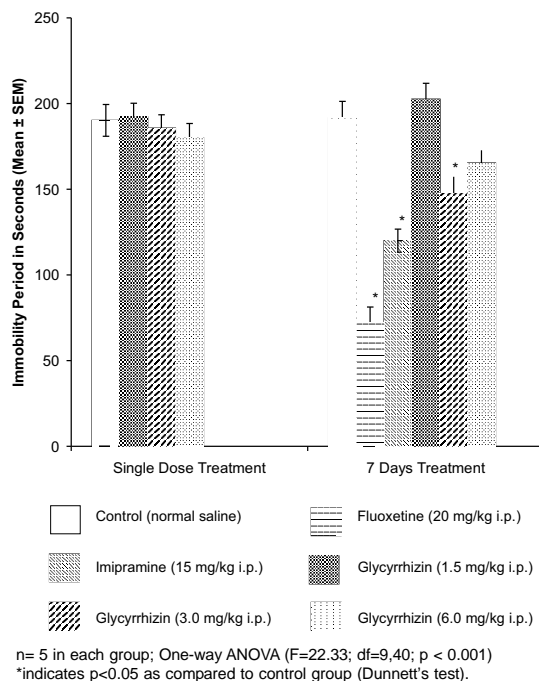 250
200
150
100
50
0
Immobility Period in Seconds (Mean ± SEM)
*
*
*
Single Dose Treatment
7 Days Treatment
Control (normal saline)
Fluoxetine (20 mg/kg i.p.)
Imipramine (15 mg/kg i.p.)
Glycyrrhizin (1.5 mg/kg i.p.)
Glycyrrhizin (3.0 mg/kg i.p.)
Glycyrrhizin (6.0 mg/kg i.p.)
n= 5 in each group; One-way ANOVA (F=22.33; df=9,40; p < 0.001)
*indicates p<0.05 as compared to control group (Dunnett's test).